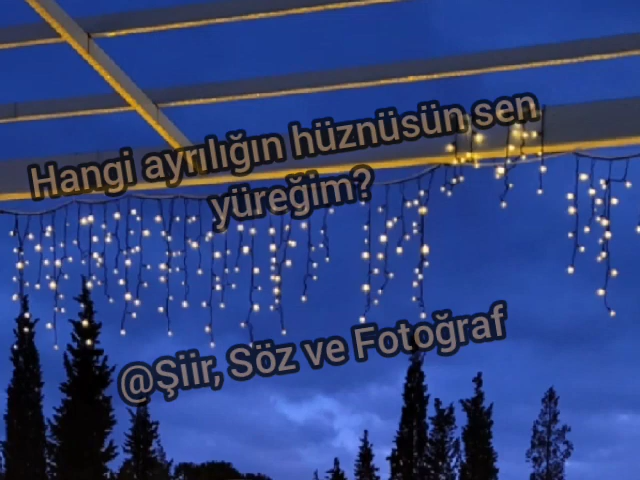 Hangi ayrılığın hüznüsün sen
yüreğim?
@Şiir, Söz ve Fotoğraf